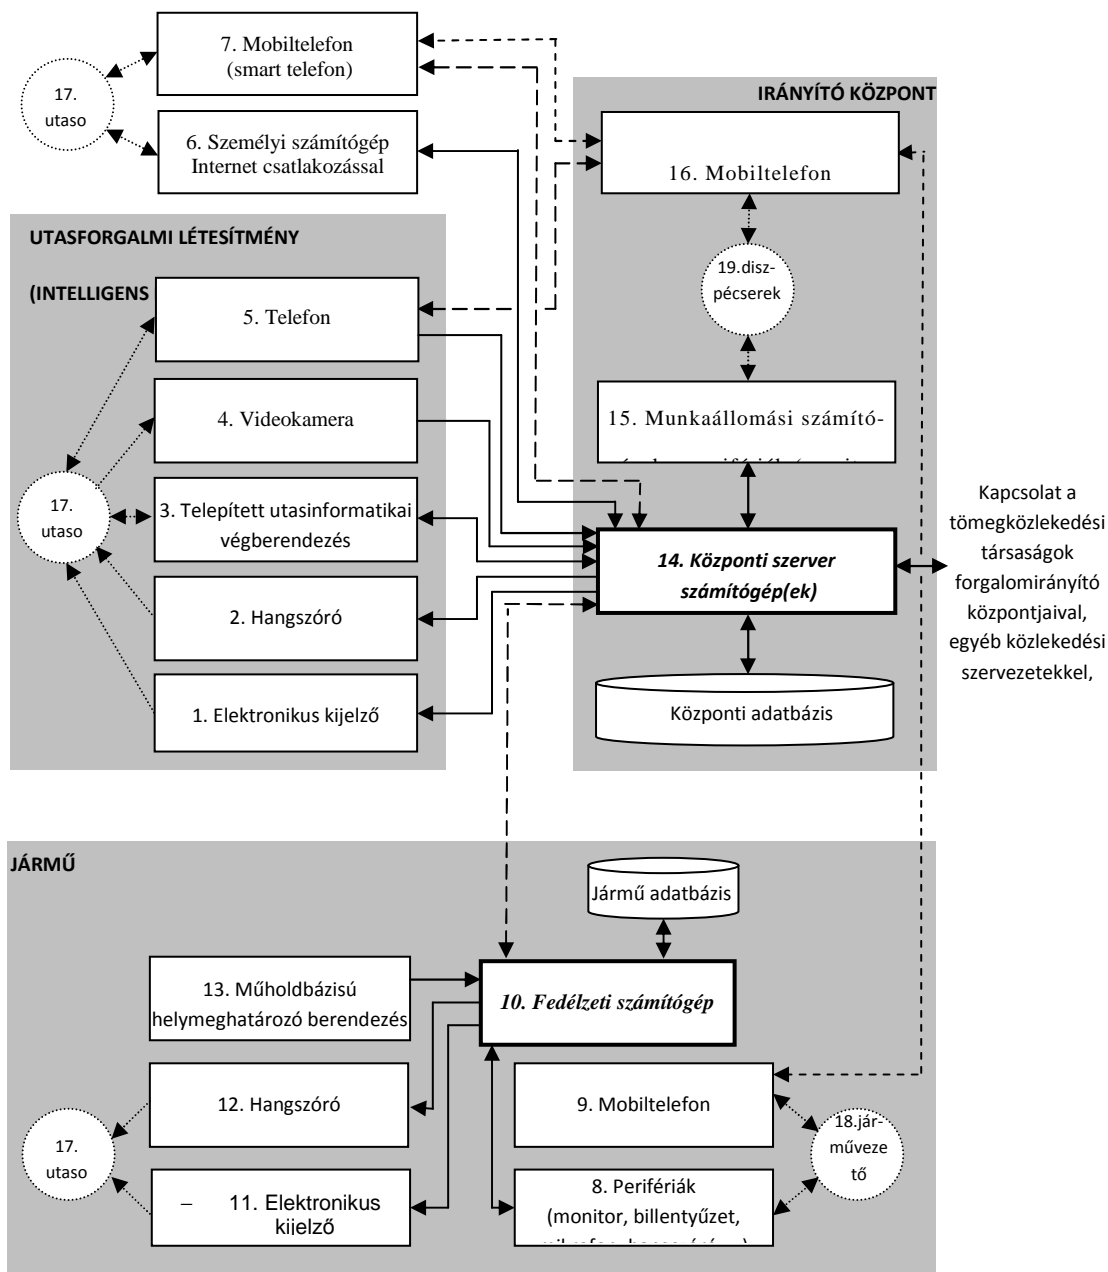 7. Mobiltelefon
(smart telefon)
17.
utaso
6. Személyi számítógép
Internet csatlakozással
IRÁNYÍTÓ KÖZPONT
16. Mobiltelefon
19.disz-
pécserek
15. Munkaállomási számító-
14. Központi szerver
számítógép(ek)
Központi adatbázis
Kapcsolat a
tömegközlekedési
társaságok
forgalomirányító
központjaival,
egyéb közlekedési
szervezetekkel,
UTASFORGALMI LÉTESÍTMÉNY
(INTELLIGENS
5. Telefon
4. Videokamera
17.
utaso
3. Telepített utasinformatikai
végberendezés
2. Hangszóró
1. Elektronikus kijelző
JÁRMŰ
Jármű adatbázis
13. Műholdbázisú
helymeghatározó berendezés
10. Fedélzeti számítógép
12. Hangszóró
9. Mobiltelefon
17.
utaso
18.jár-
műveze
tő
– 11. Elektronikus
kijelző
8. Perifériák
(monitor, billentyűzet,